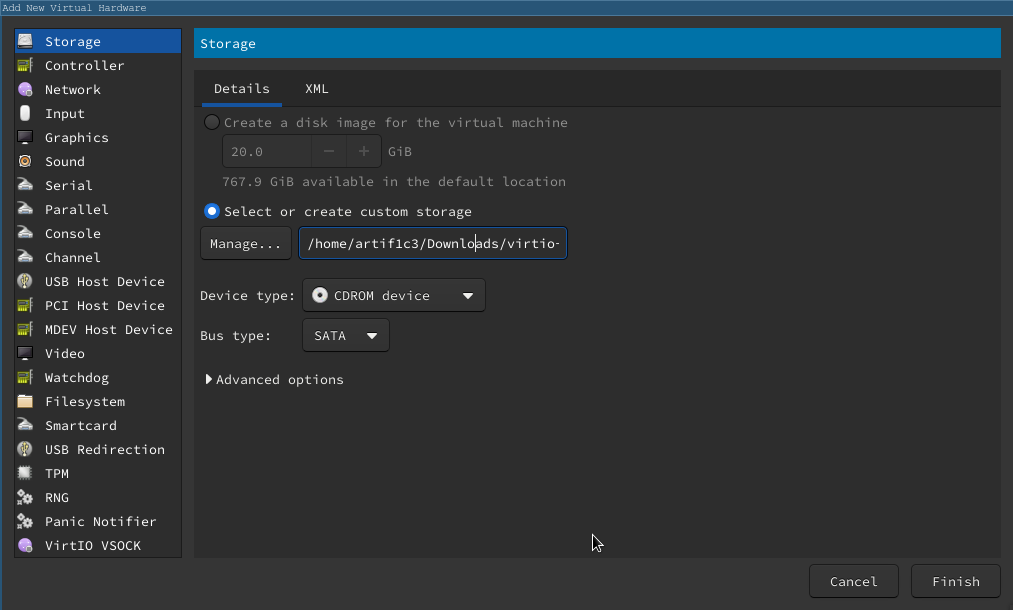 Add New Virtual Hardware
Storage
Controller
Network
Input
Graphics
Sound
Serial
Parallel
Console
Channel
USB Host Device
PCI Host Device
MDEV Host Device
Video
Watchdog
Filesystem
Smartcard
USB Redirection
TPM
RNG
Panic Notifier
VirtIO VSOCK
Storage
Details XML
Create a disk image for the virtual machine
20.0 − + GiB
767.9 GiB available in the default location
Select or create custom storage
Manage... /home/artif1c3/Downloads/virtio-
Device type: CDROM device
Bus type: SATA
Advanced options
Cancel Finish